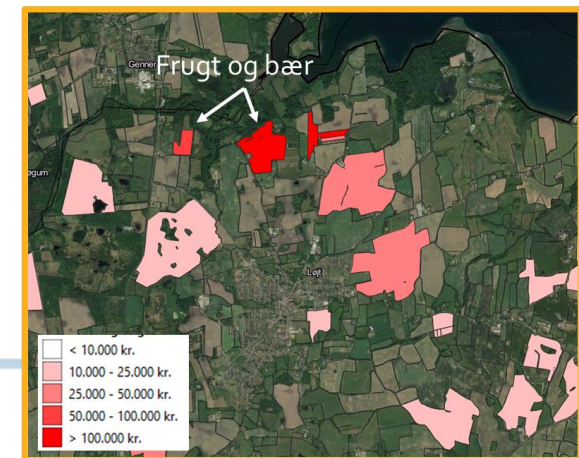 Genner
Frugt og bær
Løjt
< 10.000 kr.
10.000 - 25.000 kr.
25.000 - 50.000 kr.
50.000 - 100.000 kr.
> 100.000 kr.